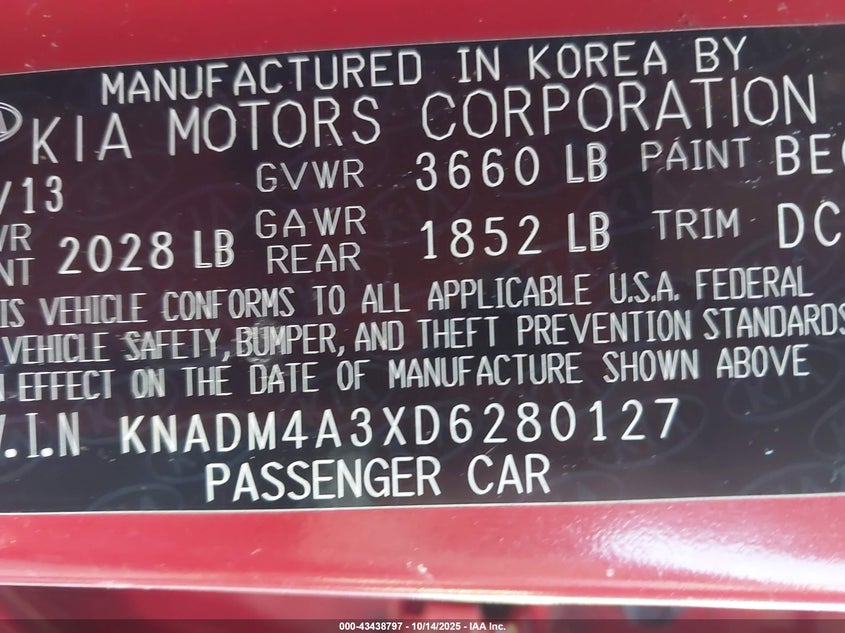 MANUFACTURED IN KOREA BY
KIA MOTORS CORPORATION
/13 GVWR 3660 LB PAINT BE
WR 2028 LB GAWR 1852 LB TRIM DC
NT REAR
IS VEHICLE CONFORMS TO ALL APPLICABLE U.S.A. FEDERAL
VEHICLE SAFETY, BUMPER, AND THEFT PREVENTION STANDARDS
N EFFECT ON THE DATE OF MANUFACTURE SHOWN ABOVE
V.I.N KNADM4A3XD6280127
PASSENGER CAR
000-43438797 - 10/14/2025 - IAA Inc.